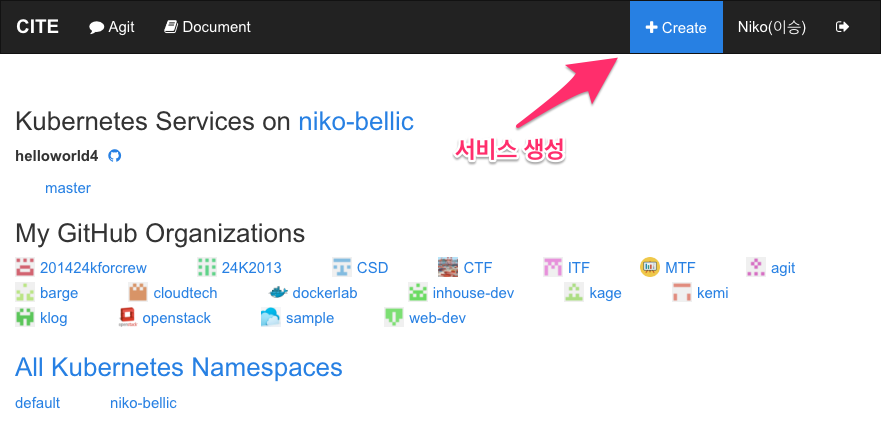 CITE Agit Document Create Niko(이승)
서비스 생성
Kubernetes Services on niko-bellic
helloworld4
master
My GitHub Organizations
201424kforcrew 24K2013 CSD CTF ITF MTF agit
barge cloudtech dockerlab inhouse-dev kage kemi
klog openstack sample web-dev
All Kubernetes Namespaces
default niko-bellic